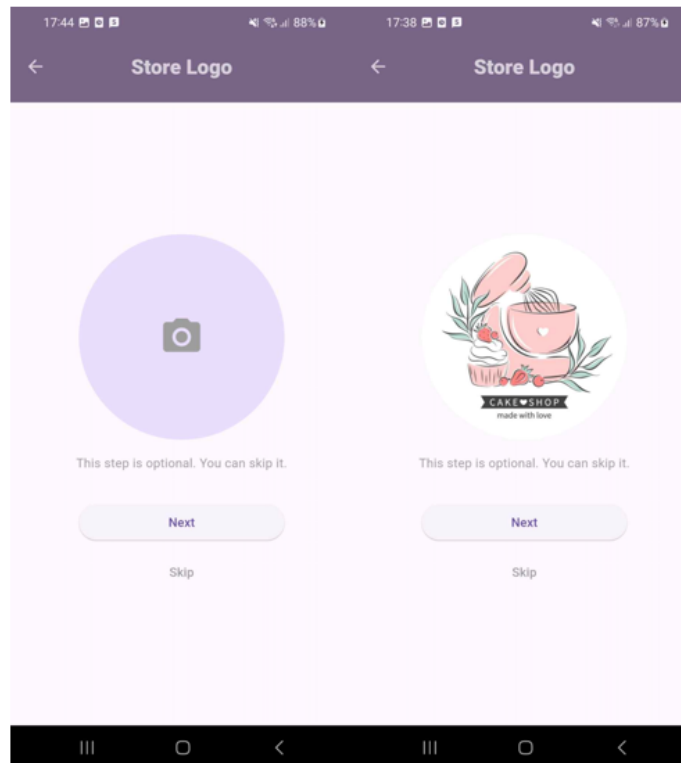 17:44
88%
Store Logo
This step is optional. You can skip it.
Next
Skip
17:38
87%
Store Logo
CAKE♥SHOP
made with love
This step is optional. You can skip it.
Next
Skip